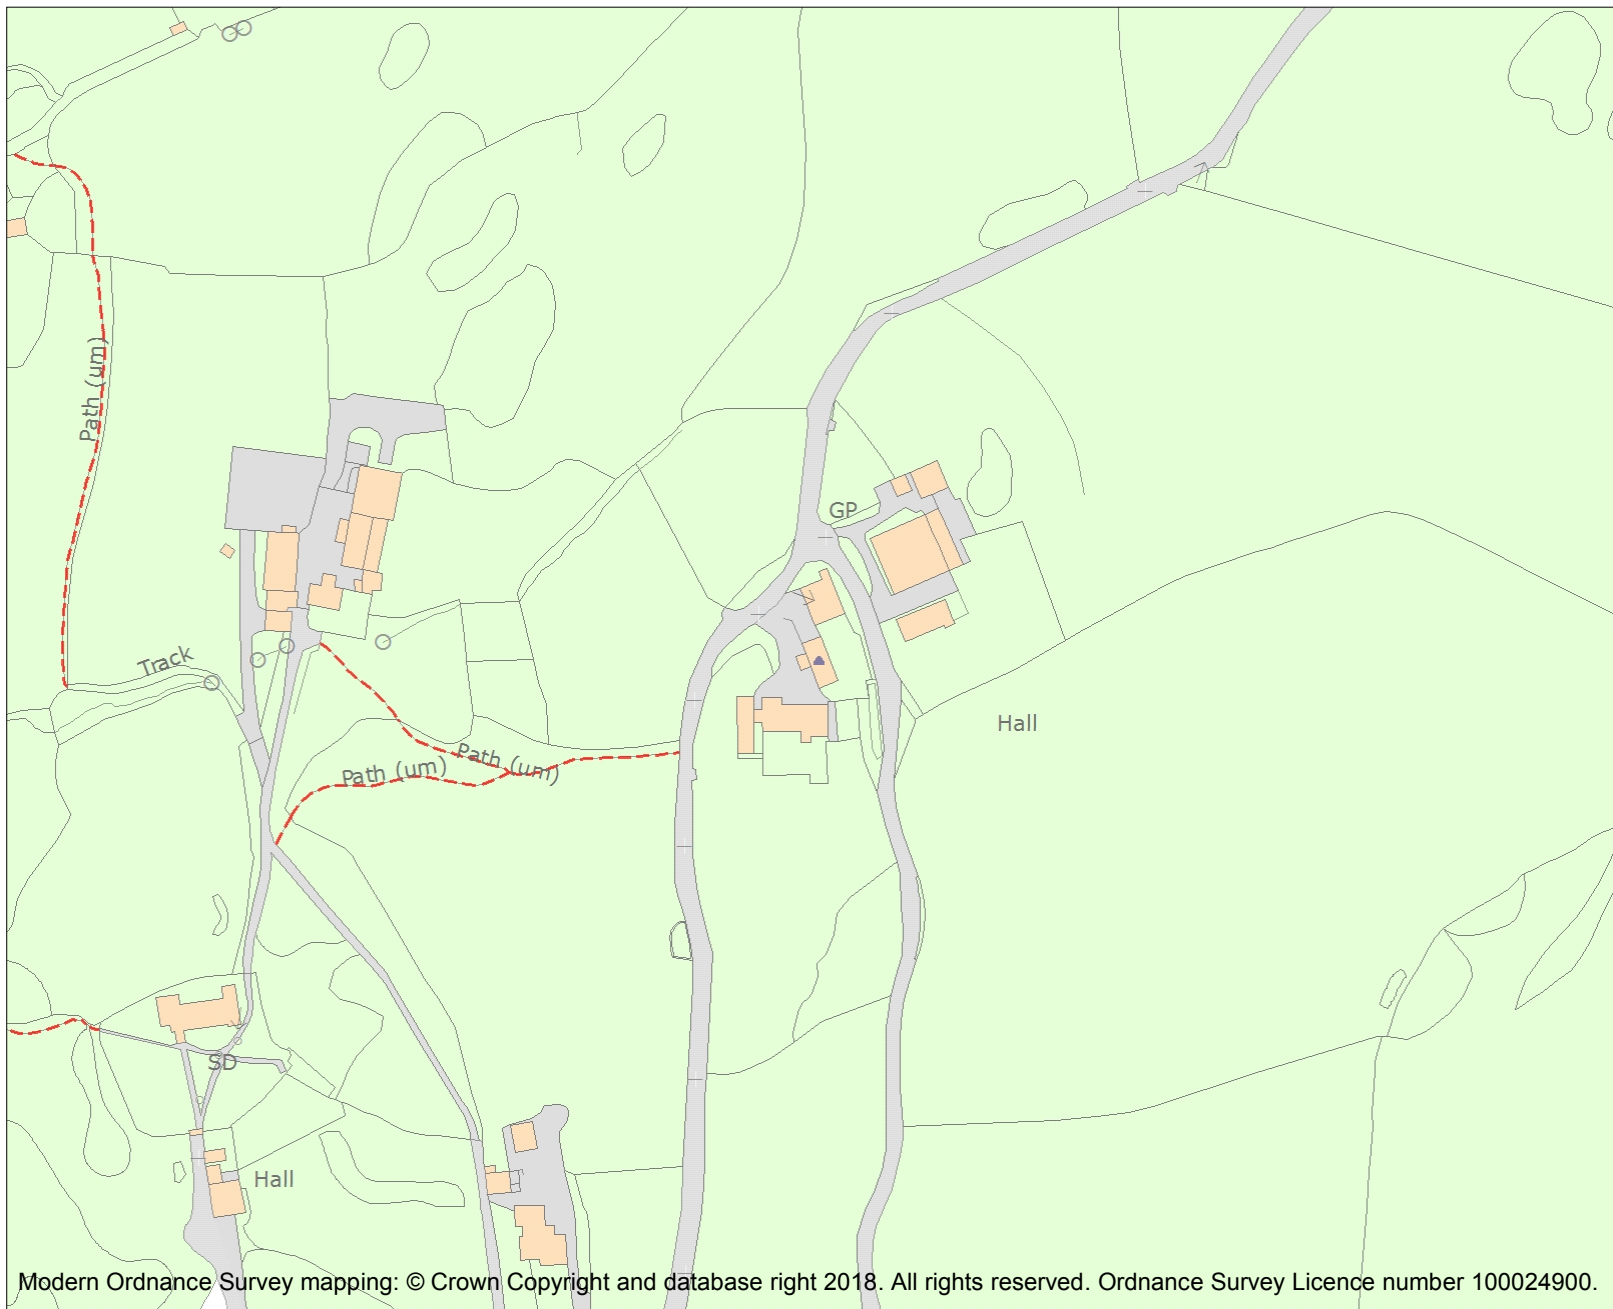 Path (um)
GP
Track
Hall
Path (um)
Path (um)
SD
Hall
Modern Ordnance Survey mapping: © Crown Copyright and database right 2018. All rights reserved. Ordnance Survey Licence number 100024900.